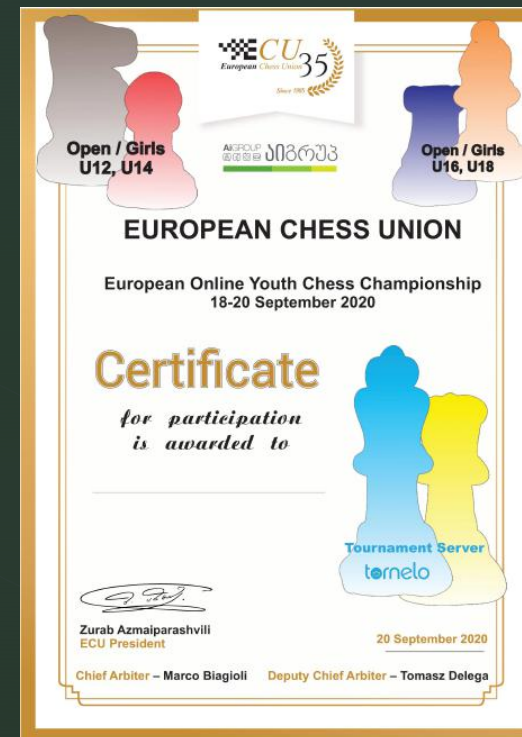 ECU
35
European Chess Union
Since 1985
Open / Girls
U12, U14
AiGROUP აიგრუპ
Open / Girls
U16, U18
EUROPEAN CHESS UNION
European Online Youth Chess Championship
18-20 September 2020
Certificate
for participation
is awarded to
Tournament Server
tornelo
Zurab Azmaiparashvili
ECU President
20 September 2020
Chief Arbiter – Marco Biagioli Deputy Chief Arbiter – Tomasz Delega